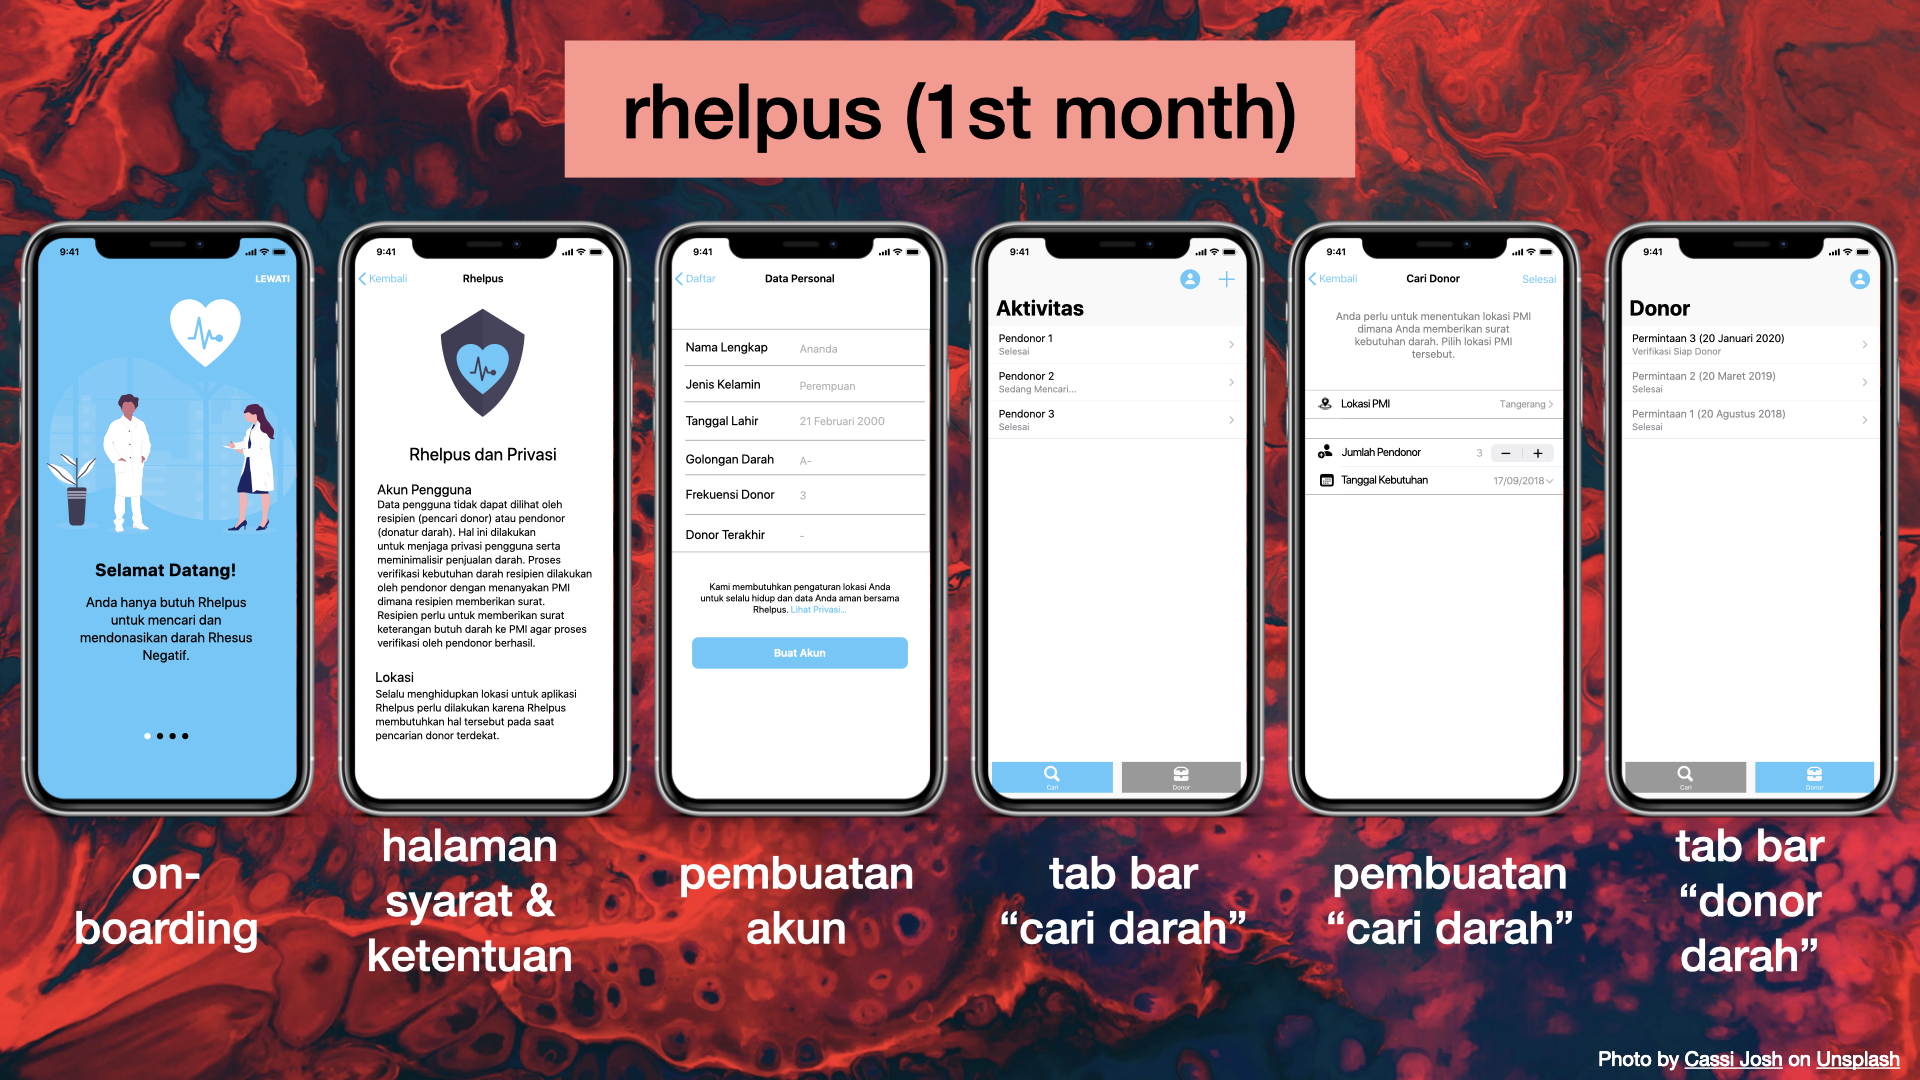 rhelpus (1st month)
9:41
LEWATI
Selamat Datang!
Anda hanya butuh Rhelpus
untuk mencari dan
mendonasikan darah Rhesus
Negatif.
on-
boarding
9:41
Kembali
Rhelpus
Rhelpus dan Privasi
Akun Pengguna
Data pengguna tidak dapat dilihat oleh
resipien (pencari donor) atau pendonor
(donatur darah). Hal ini dilakukan
untuk menjaga privasi pengguna serta
meminimalisir penjualan darah. Proses
verifikasi kebutuhan darah resipien dilakukan
oleh pendonor dengan menanyakan PMI
dimana resipien memberikan surat.
Resipien perlu untuk memberikan surat
keterangan butuh darah ke PMI agar proses
verifikasi oleh pendonor berhasil.
Lokasi
Selalu menghidupkan lokasi untuk aplikasi
Rhelpus perlu dilakukan karena Rhelpus
membutuhkan hal tersebut pada saat
pencarian donor terdekat.
halaman
syarat &
ketentuan
9:41
Daftar
Data Personal
Nama Lengkap Ananda
Jenis Kelamin Perempuan
Tanggal Lahir 21 Februari 2000
Golongan Darah A-
Frekuensi Donor 3
Donor Terakhir -
Kami membutuhkan pengaturan lokasi Anda
untuk selalu hidup dan data Anda aman bersama
Rhelpus. Lihat Privasi...
Buat Akun
pembuatan
akun
9:41
Aktivitas
Pendonor 1
Selesai
Pendonor 2
Sedang Mencari...
Pendonor 3
Selesai
Cari
Donor
tab bar
“cari darah”
9:41
Kembali
Cari Donor
Selesai
Anda perlu untuk menentukan lokasi PMI
dimana Anda memberikan surat
kebutuhan darah. Pilih lokasi PMI
tersebut.
Lokasi PMI Tangerang
Jumlah Pendonor 3 − +
Tanggal Kebutuhan 17/09/2018
pembuatan
“cari darah”
9:41
Donor
Permintaan 3 (20 Januari 2020)
Verifikasi Siap Donor
Permintaan 2 (20 Maret 2019)
Selesai
Permintaan 1 (20 Agustus 2018)
Selesai
Cari
Donor
tab bar
“donor
darah”
Photo by Cassi Josh on Unsplash